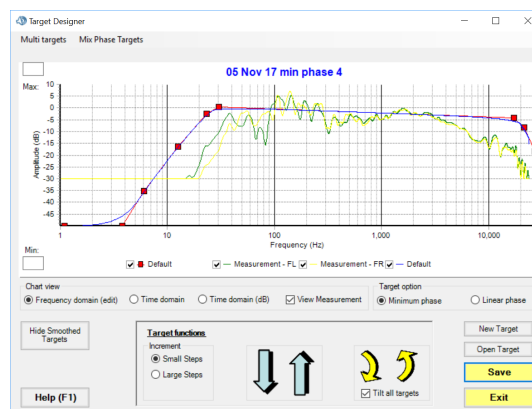 Target Designer
Multi targets Mix Phase Targets
05 Nov 17 min phase 4
Max:
10
5
0
-5
-10
-15
-20
-25
-30
-35
-40
-45
Amplitude (dB)
1 10 100 1,000 10,000
Frequency (Hz)
Min:
Default Measurement - FL Measurement - FR Default
Chart view
Frequency domain (edit) Time domain Time domain (dB) View Measurement
Target option
Minimum phase Linear phase
Hide Smoothed
Targets
Help (F1)
Target functions
Increment
Small Steps
Large Steps
Tilt all targets
New Target
Open Target
Save
Exit